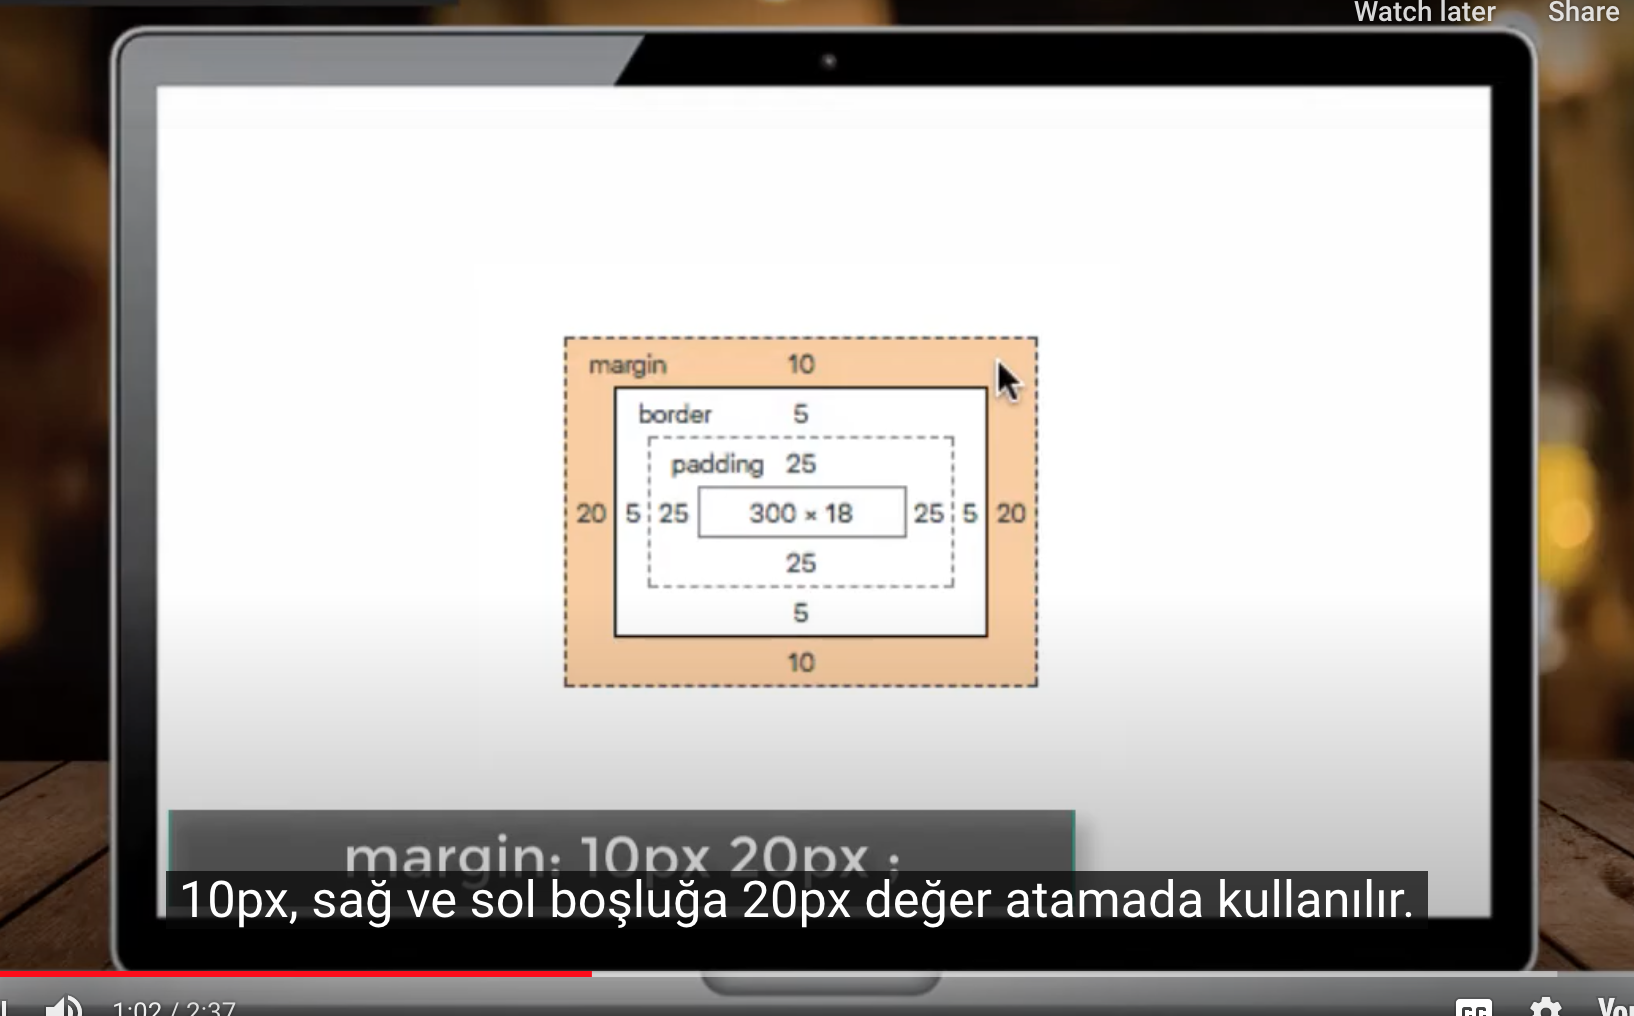 Watch later Share
margin 10
border 5
padding 25
20 5 25 300 × 18 25 5 20
25
5
10
margin: 10px 20px ;
10px, sağ ve sol boşluğa 20px değer atamada kullanılır.
1:02 / 2:37
CC